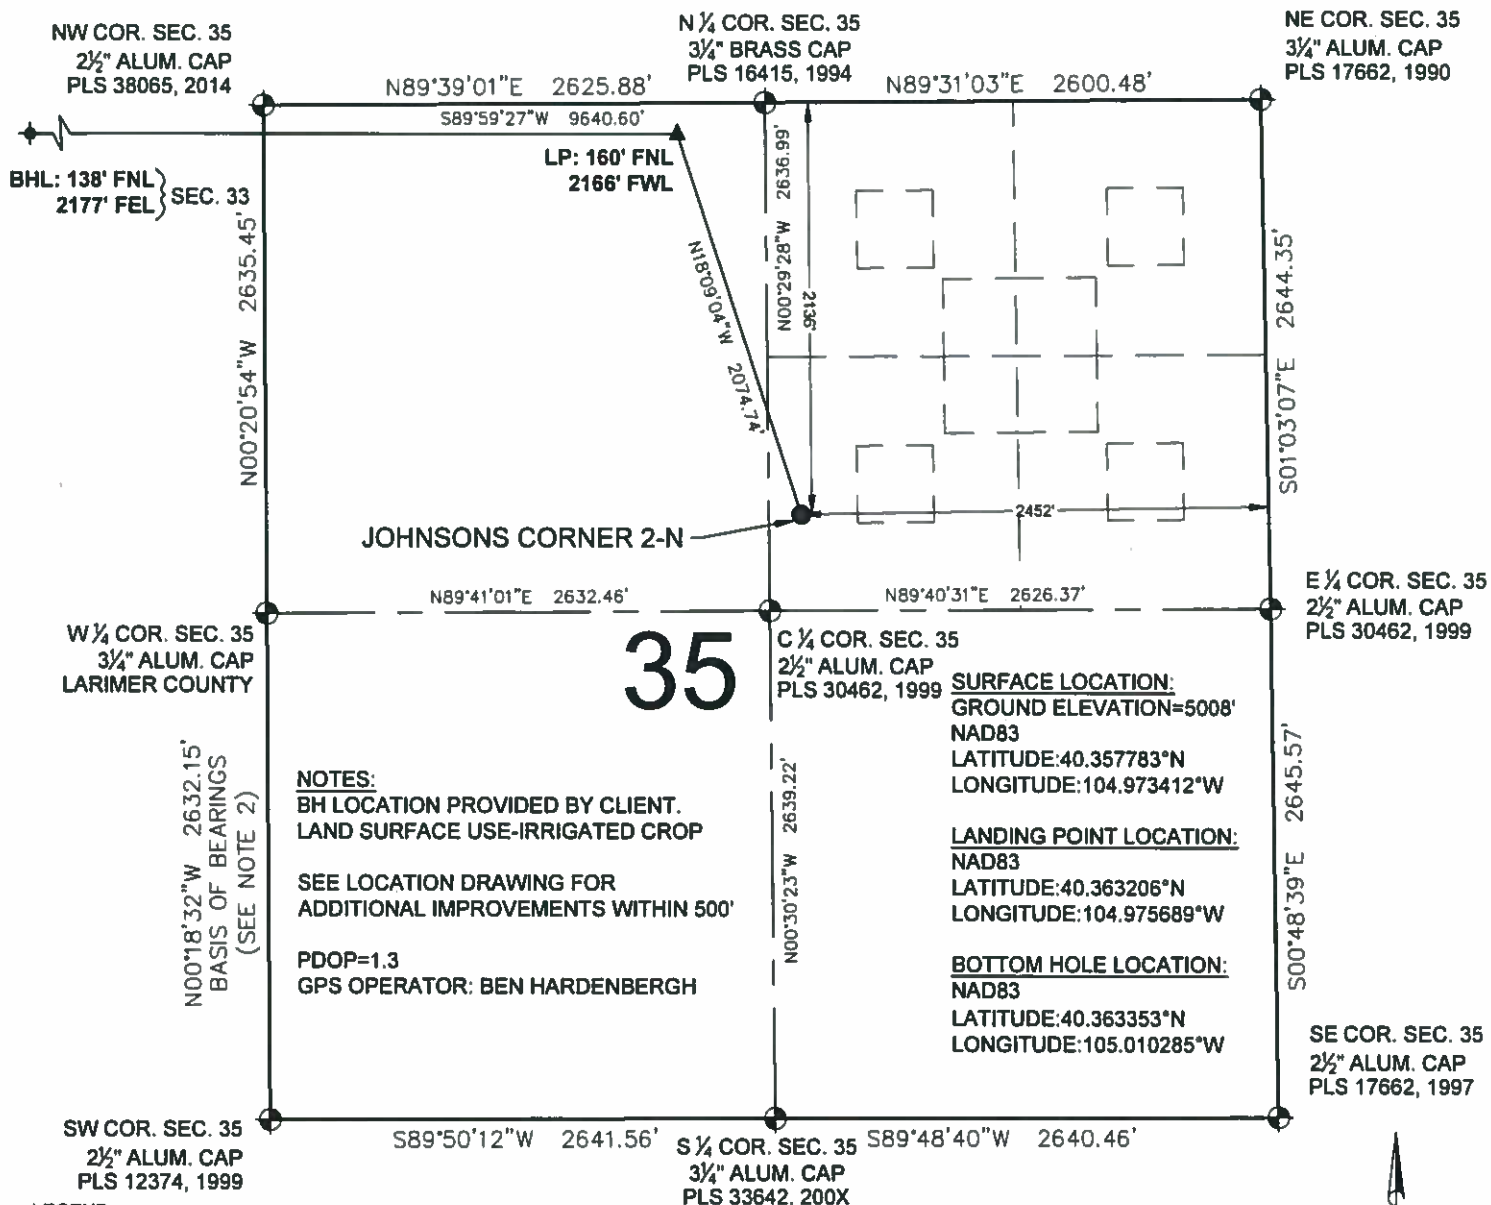 NW COR. SEC. 35
2½" ALUM. CAP
PLS 38065, 2014
N ¼ COR. SEC. 35
3¼" BRASS CAP
PLS 16415, 1994
NE COR. SEC. 35
3¼" ALUM. CAP
PLS 17662, 1990
N89°39'01"E 2625.88'
N89°31'03"E 2600.48'
S89°59'27"W 9640.60'
LP: 160' FNL
2166' FWL
BHL: 138' FNL
2177' FEL
SEC. 33
N00°20'54"W 2635.45'
N18°09'04"W 2074.74'
N00°29'28"W 2636.99'
2136'
S01°03'07"E 2644.35'
2452'
JOHNSONS CORNER 2-N
N89°41'01"E 2632.46'
N89°40'31"E 2626.37'
E ¼ COR. SEC. 35
2½" ALUM. CAP
PLS 30462, 1999
W ¼ COR. SEC. 35
3¼" ALUM. CAP
LARIMER COUNTY
35
C ¼ COR. SEC. 35
2½" ALUM. CAP
PLS 30462, 1999
SURFACE LOCATION:
GROUND ELEVATION=5008'
NAD83
LATITUDE:40.357783°N
LONGITUDE:104.973412°W
LANDING POINT LOCATION:
NAD83
LATITUDE:40.363206°N
LONGITUDE:104.975689°W
BOTTOM HOLE LOCATION:
NAD83
LATITUDE:40.363353°N
LONGITUDE:105.010285°W
N00°18'32"W 2632.15'
BASIS OF BEARINGS
(SEE NOTE 2)
NOTES:
BH LOCATION PROVIDED BY CLIENT.
LAND SURFACE USE-IRRIGATED CROP
SEE LOCATION DRAWING FOR
ADDITIONAL IMPROVEMENTS WITHIN 500'
PDOP=1.3
GPS OPERATOR: BEN HARDENBERGH
N00°30'23"W 2639.22'
S00°48'39"E 2645.57'
SE COR. SEC. 35
2½" ALUM. CAP
PLS 17662, 1997
SW COR. SEC. 35
2½" ALUM. CAP
PLS 12374, 1999
S89°50'12"W 2641.56'
S ¼ COR. SEC. 35
3¼" ALUM. CAP
PLS 33642, 200X
S89°48'40"W 2640.46'